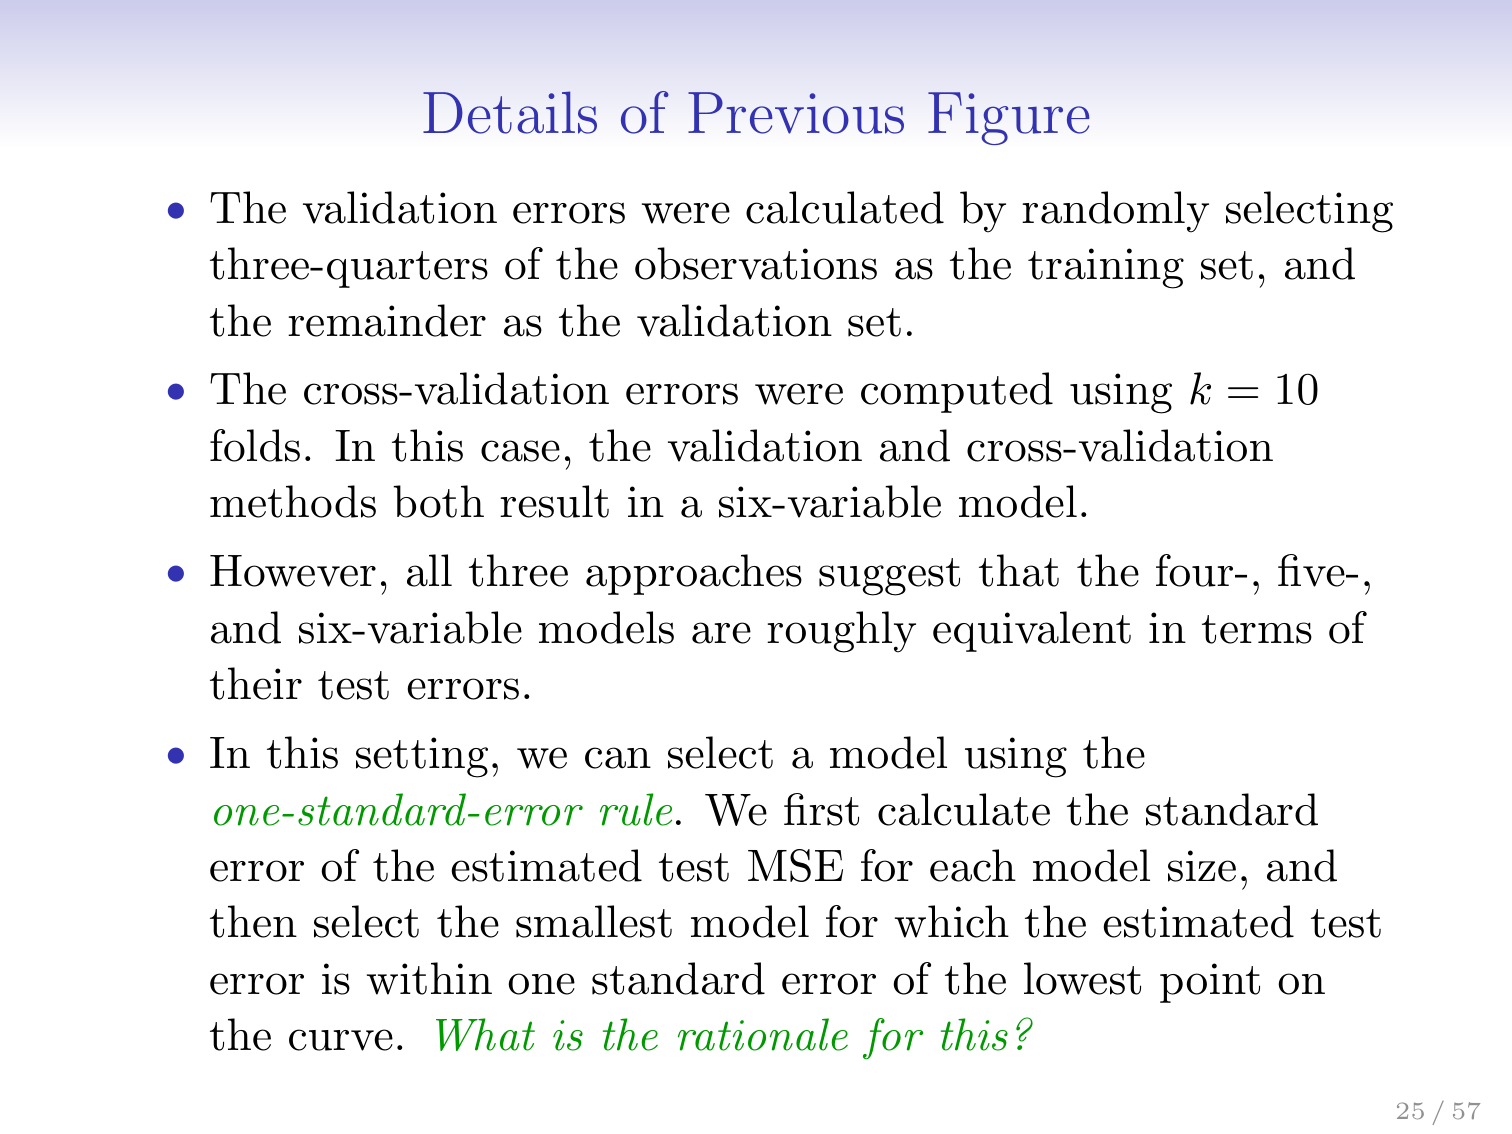 Details of Previous Figure
• The validation errors were calculated by randomly selecting
three-quarters of the observations as the training set, and
the remainder as the validation set.
• The cross-validation errors were computed using k = 10
folds. In this case, the validation and cross-validation
methods both result in a six-variable model.
• However, all three approaches suggest that the four-, five-,
and six-variable models are roughly equivalent in terms of
their test errors.
• In this setting, we can select a model using the
one-standard-error rule. We first calculate the standard
error of the estimated test MSE for each model size, and
then select the smallest model for which the estimated test
error is within one standard error of the lowest point on
the curve. What is the rationale for this?
25 / 57